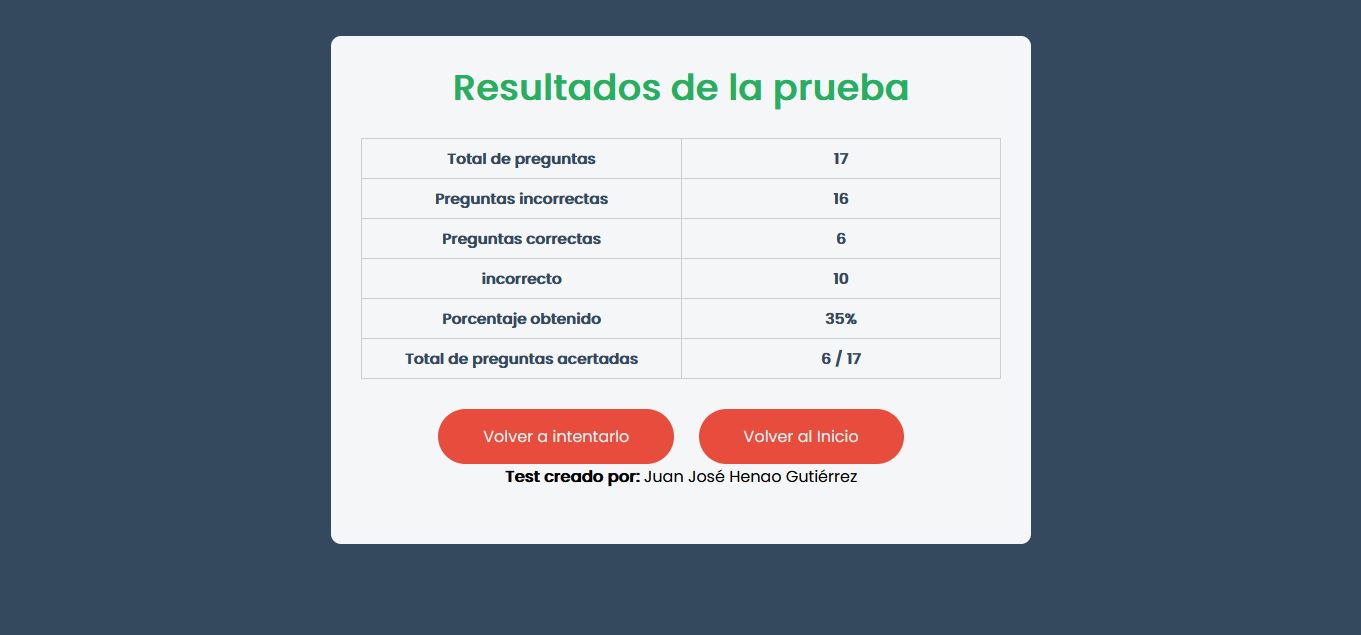 Resultados de la prueba
Total de preguntas 17
Preguntas incorrectas 16
Preguntas correctas 6
incorrecto 10
Porcentaje obtenido 35%
Total de preguntas acertadas 6 / 17
Volver a intentarlo Volver al Inicio
Test creado por: Juan José Henao Gutiérrez